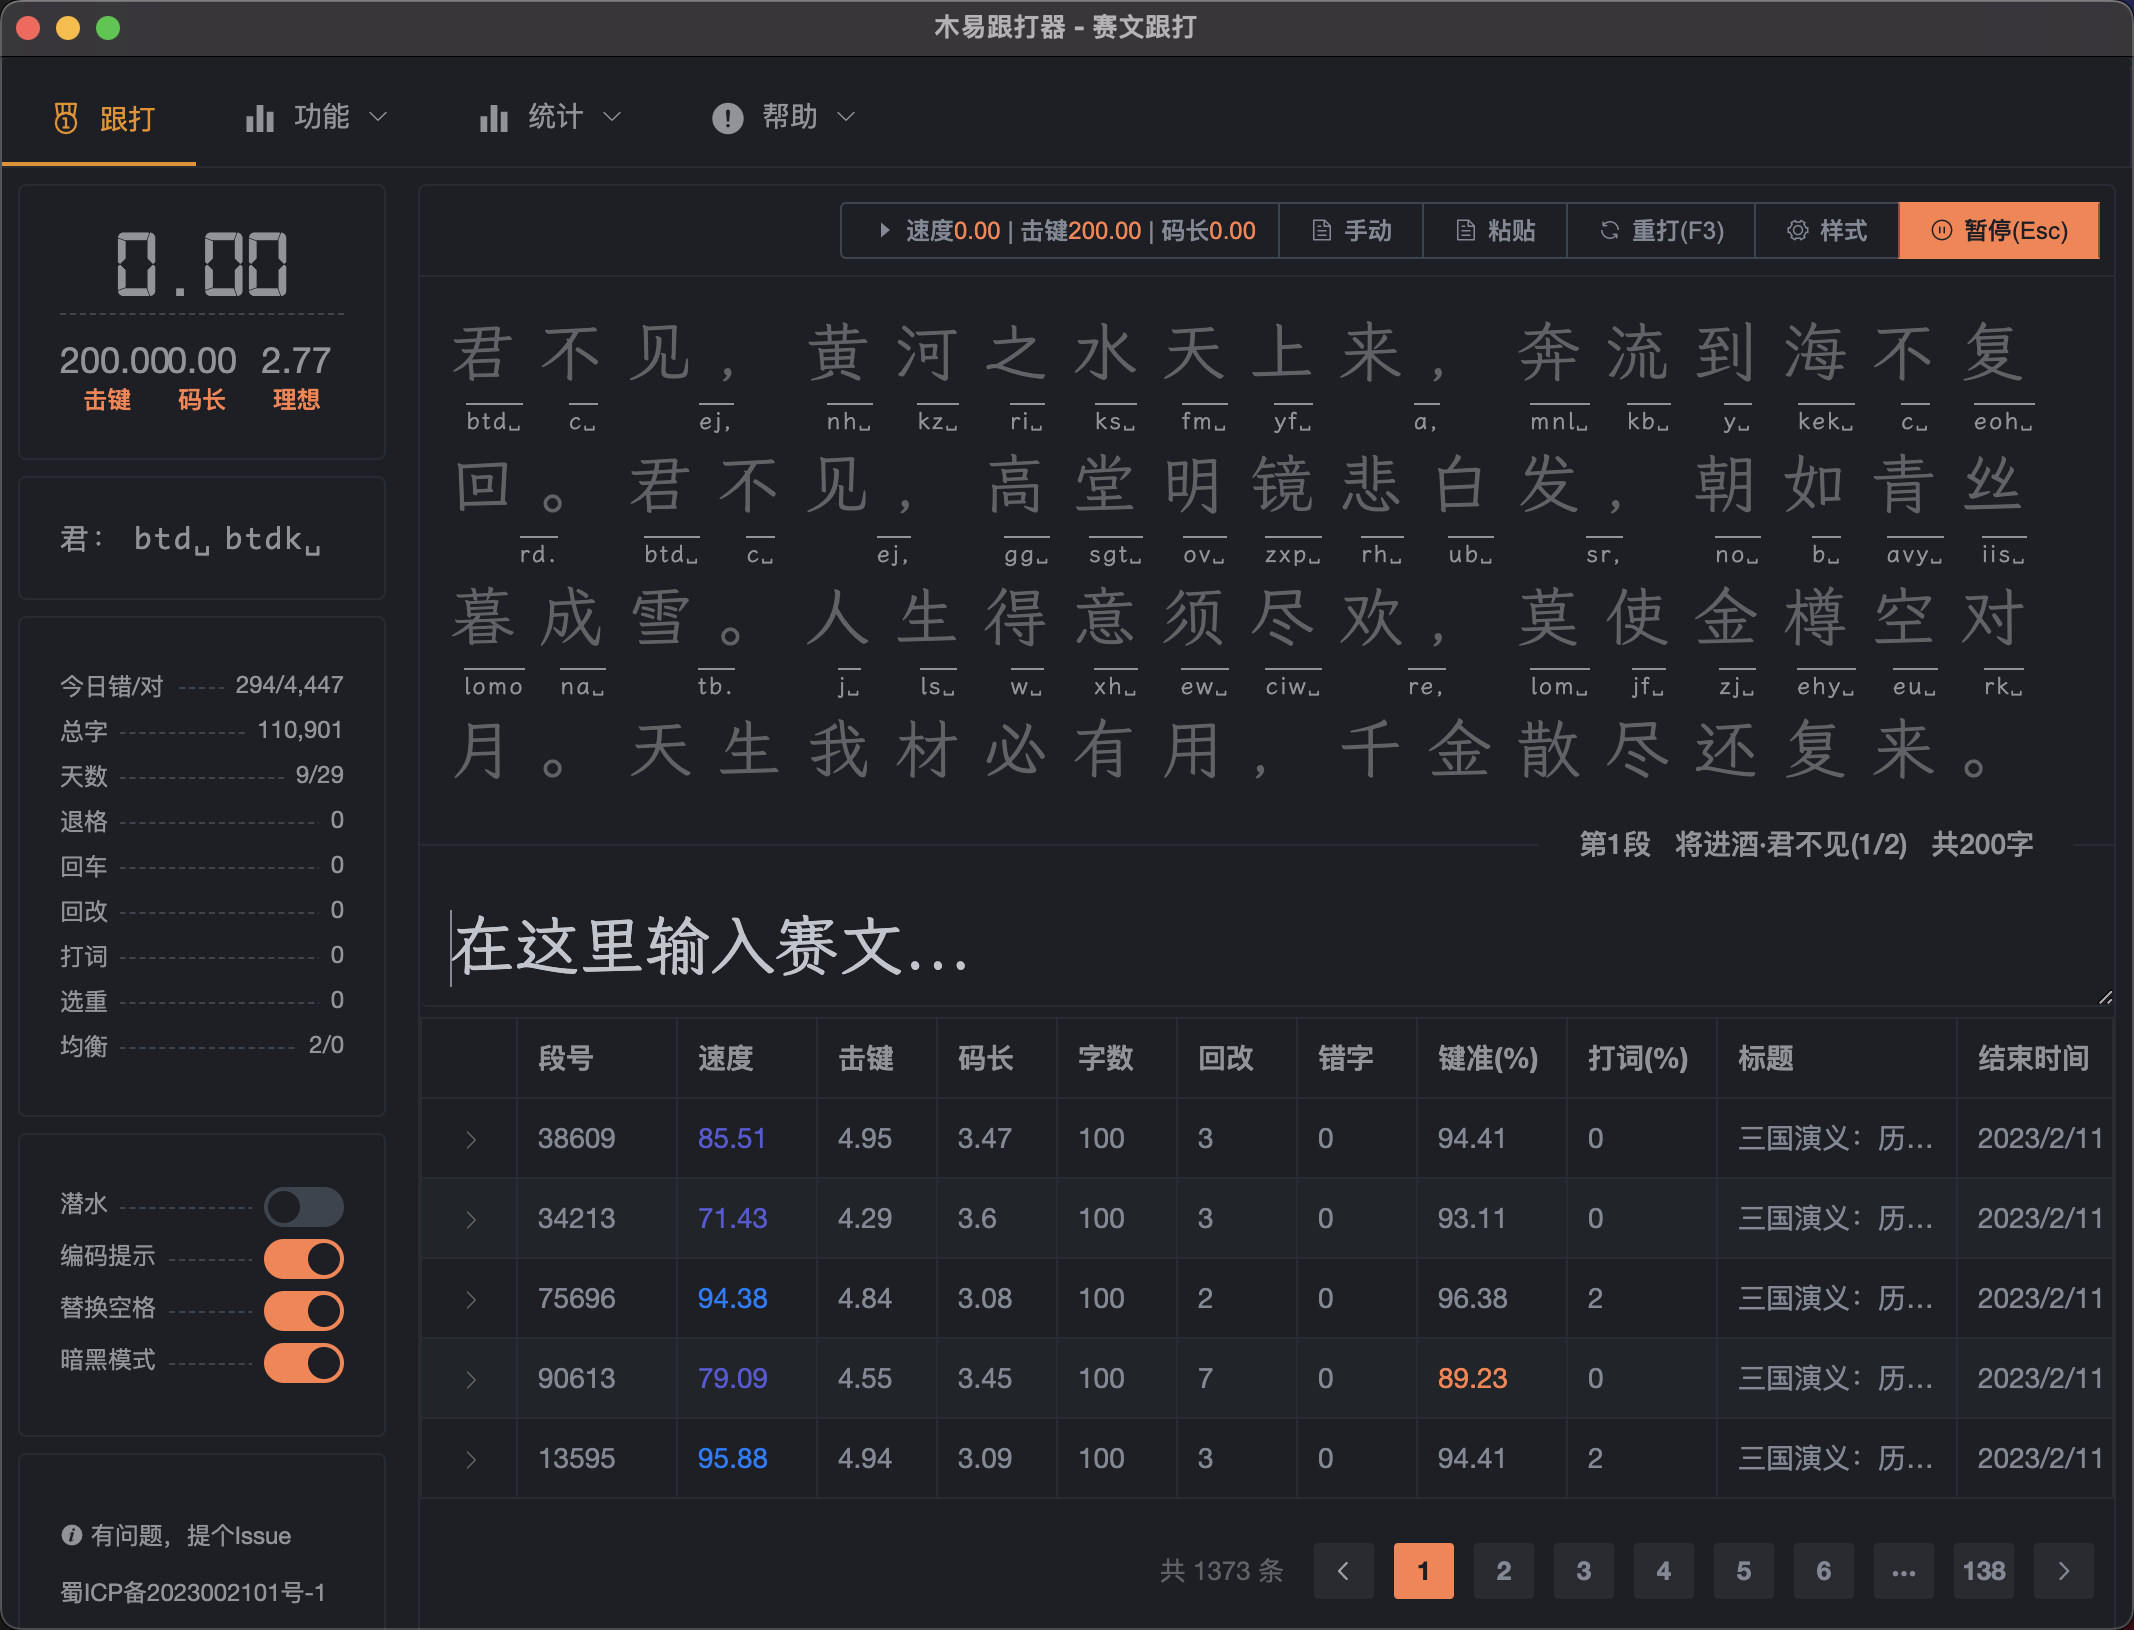 木易跟打器 - 赛文跟打
跟打 功能 统计 帮助
0.00
200.000.00 2.77
击键 码长 理想
君： btd␣ btdk␣
今日错/对 294/4,447
总字 110,901
天数 9/29
退格 0
回车 0
回改 0
打词 0
选重 0
均衡 2/0
潜水
编码提示
替换空格
暗黑模式
有问题，提个Issue
蜀ICP备2023002101号-1
速度0.00 | 击键200.00 | 码长0.00 手动 粘贴 重打(F3) 样式 暂停(Esc)
君不见，黄河之水天上来，奔流到海不复
btd␣ c␣ ej, nh␣ kz␣ ri␣ ks␣ fm␣ yf␣ a, mnl␣ kb␣ y␣ kek␣ c␣ eoh␣
回。君不见，高堂明镜悲白发，朝如青丝
rd. btd␣ c␣ ej, gg␣ sgt␣ ov␣ zxp␣ rh␣ ub␣ sr, no␣ b␣ avy␣ iis␣
暮成雪。人生得意须尽欢，莫使金樽空对
lomo na␣ tb. j␣ ls␣ w␣ xh␣ ew␣ ciw␣ re, lom␣ jf␣ zj␣ ehy␣ eu␣ rk␣
月。天生我材必有用，千金散尽还复来。
第1段 将进酒·君不见(1/2) 共200字
在这里输入赛文...
段号 速度 击键 码长 字数 回改 错字 键准(%) 打词(%) 标题 结束时间
38609 85.51 4.95 3.47 100 3 0 94.41 0 三国演义：历... 2023/2/11
34213 71.43 4.29 3.6 100 3 0 93.11 0 三国演义：历... 2023/2/11
75696 94.38 4.84 3.08 100 2 0 96.38 2 三国演义：历... 2023/2/11
90613 79.09 4.55 3.45 100 7 0 89.23 0 三国演义：历... 2023/2/11
13595 95.88 4.94 3.09 100 3 0 94.41 2 三国演义：历... 2023/2/11
共 1373 条 1 2 3 4 5 6 ... 138